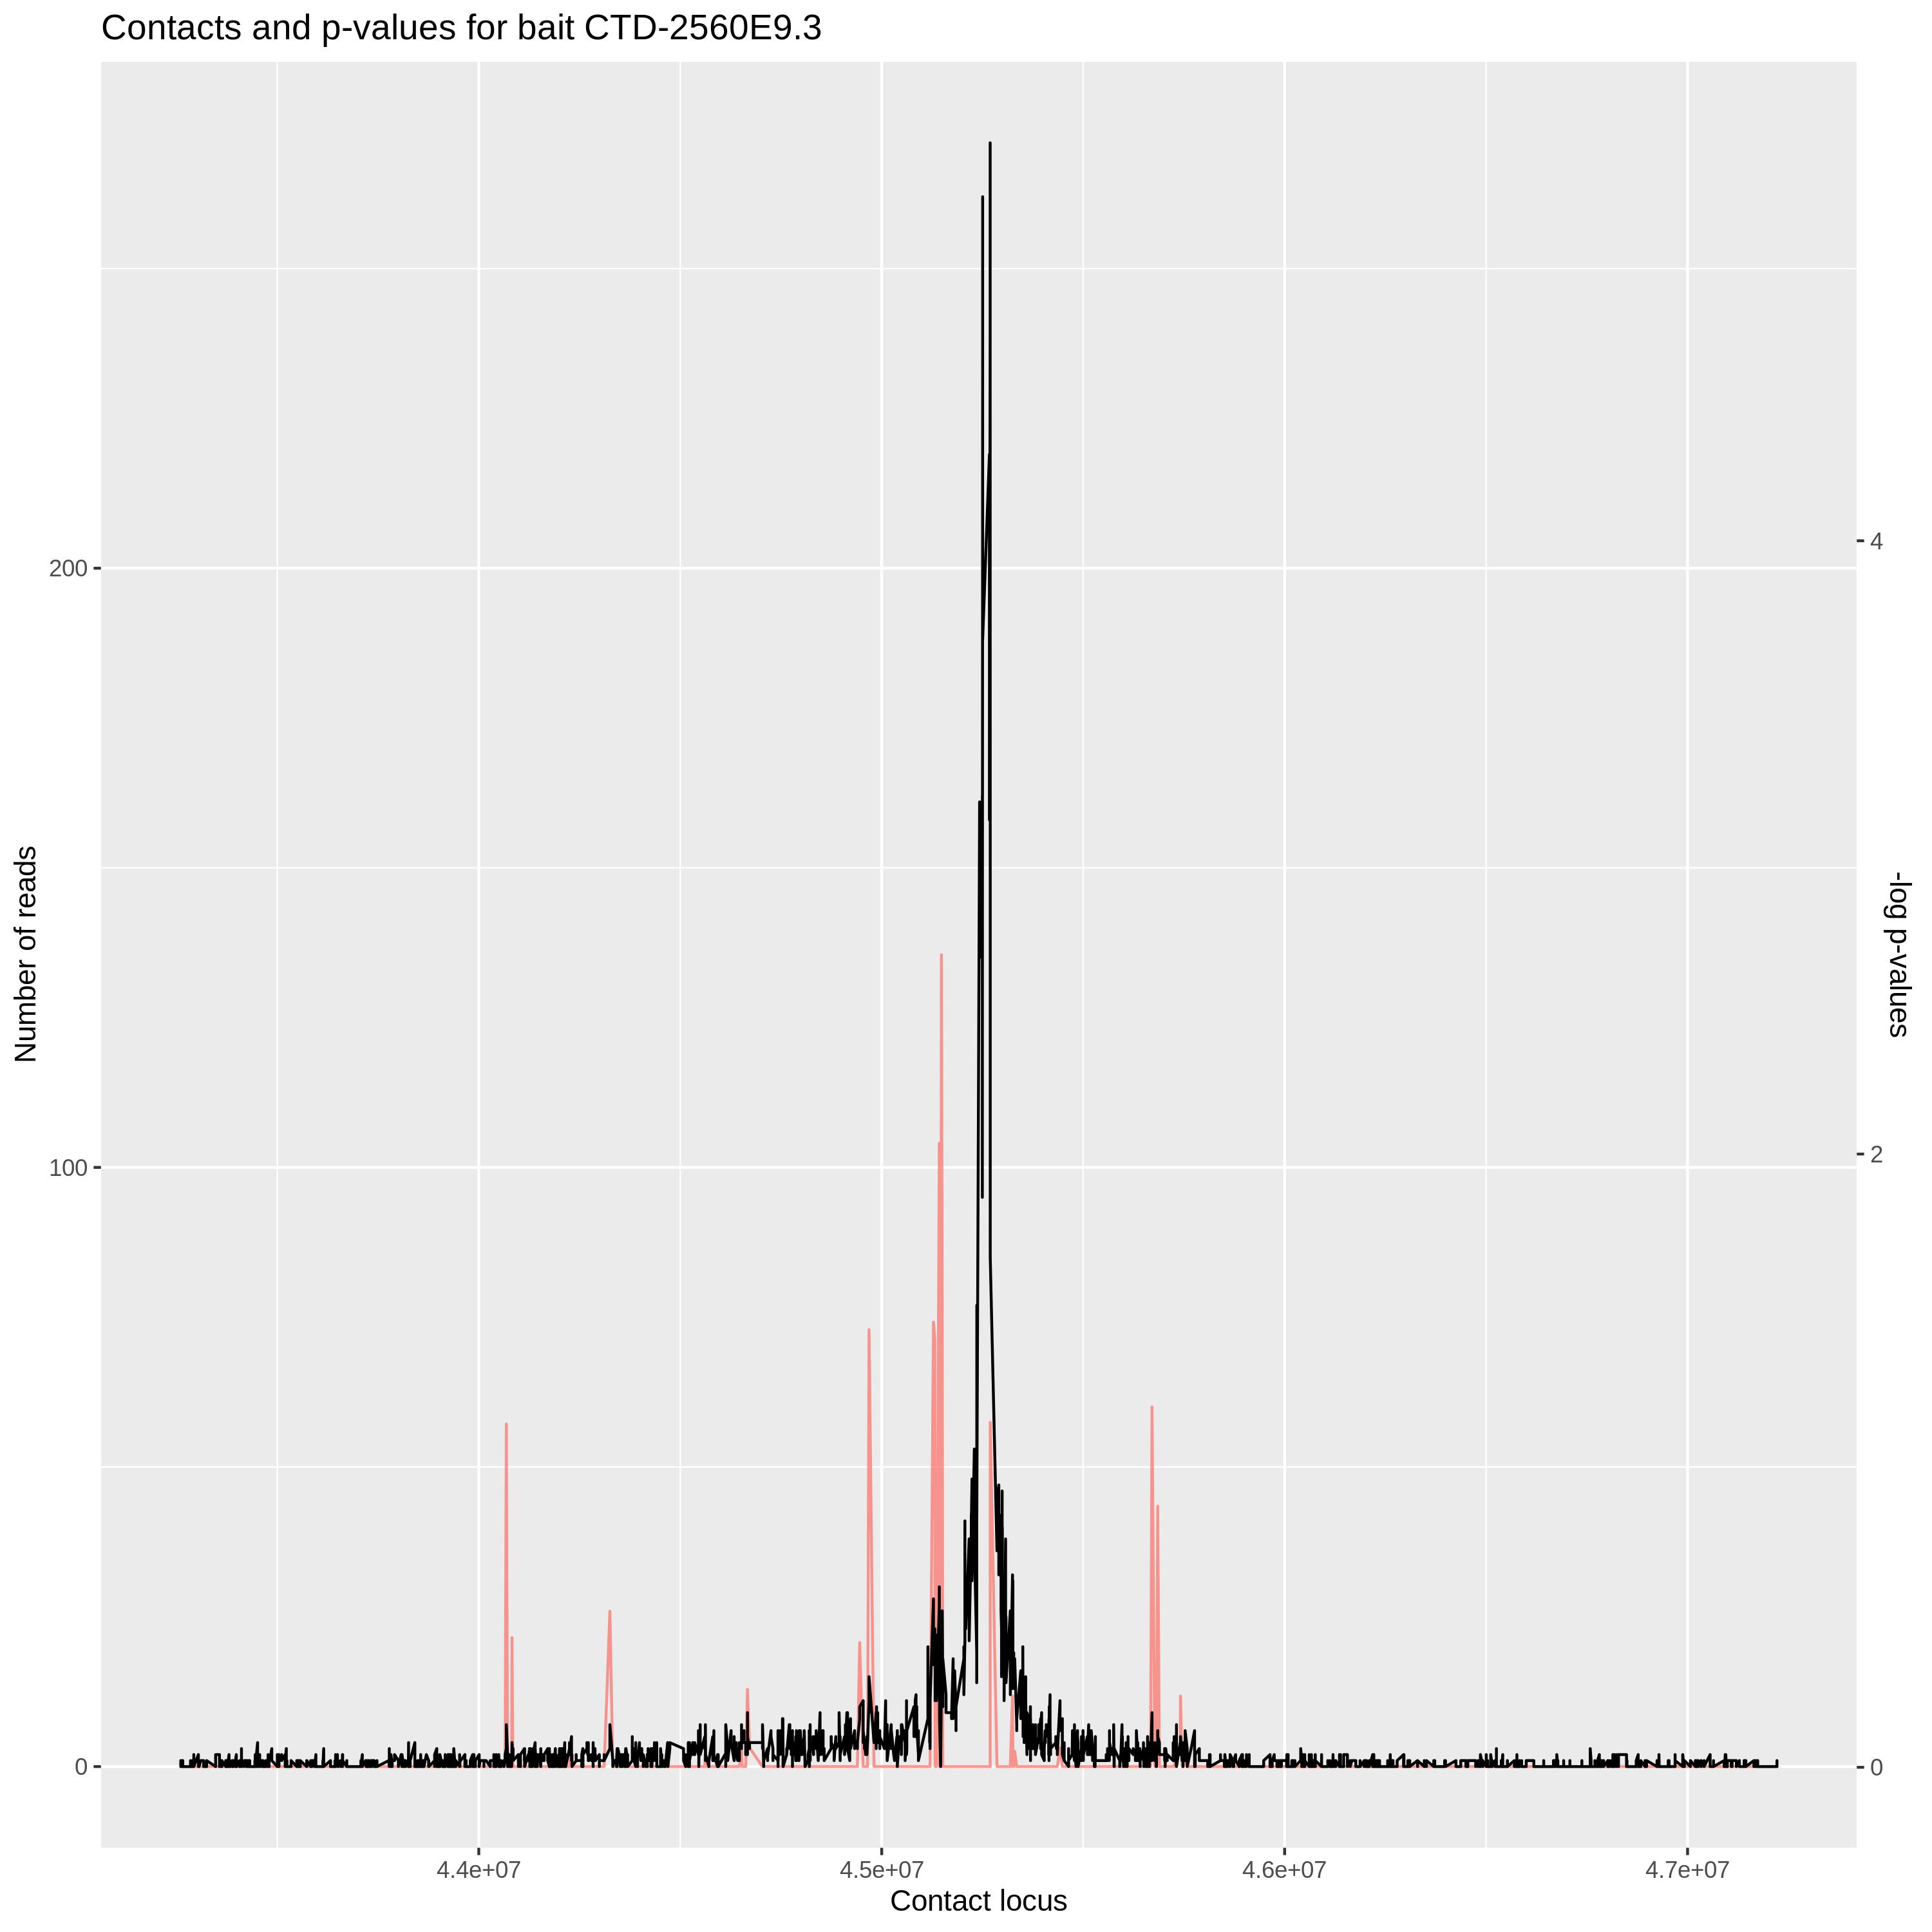 Contacts and p-values for bait CTD-2560E9.3
Number of reads
200
100
0
4
2
0
-log p-values
4.4e+07 4.5e+07 4.6e+07 4.7e+07
Contact locus